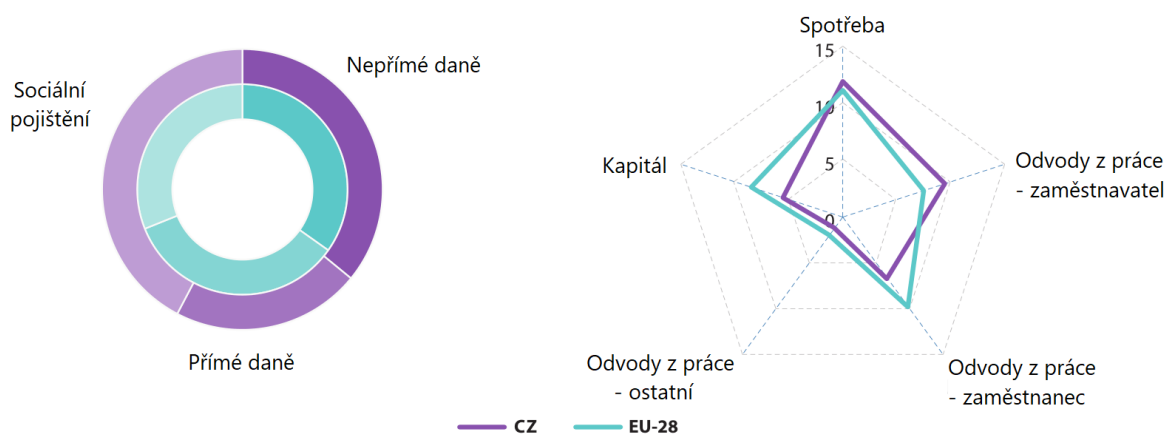 Nepřímé daně
Sociální
pojištění
Přímé daně
Spotřeba
15
10
5
0
Kapitál
Odvody z práce
- zaměstnavatel
Odvody z práce
- ostatní
Odvody z práce
- zaměstnanec
CZ
EU-28